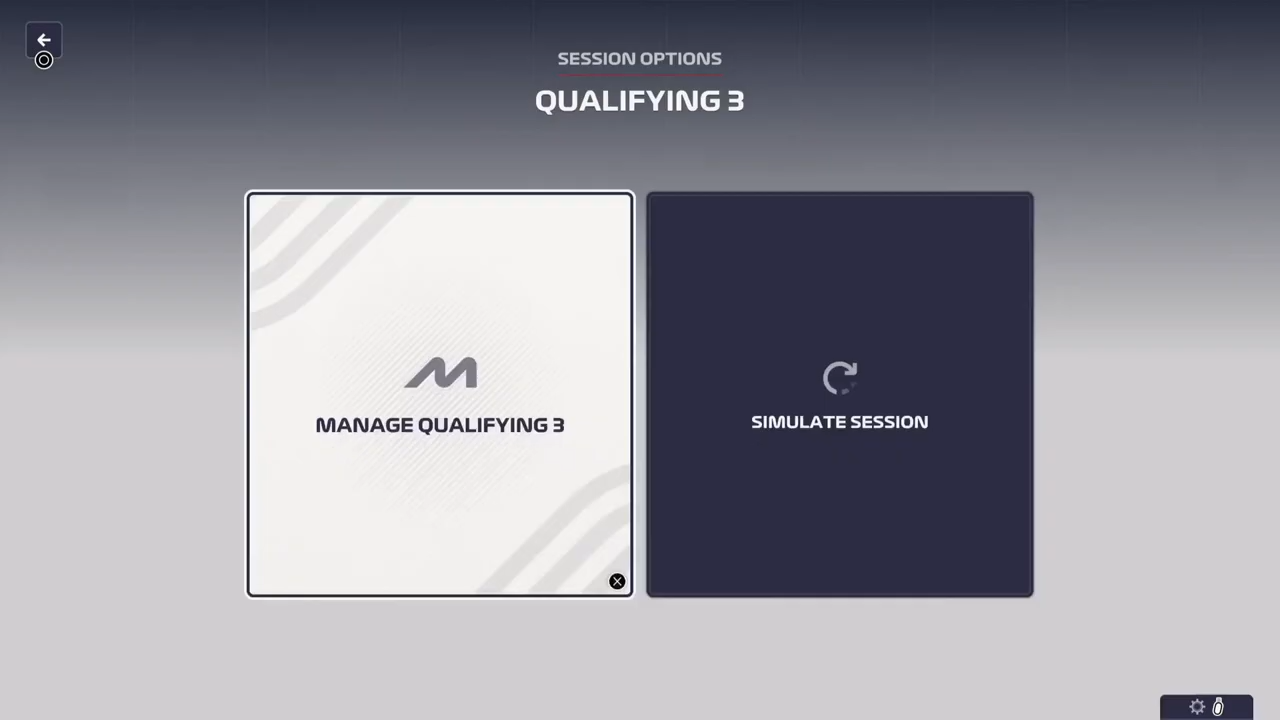 SESSION OPTIONS
QUALIFYING 3
MANAGE QUALIFYING 3
SIMULATE SESSION